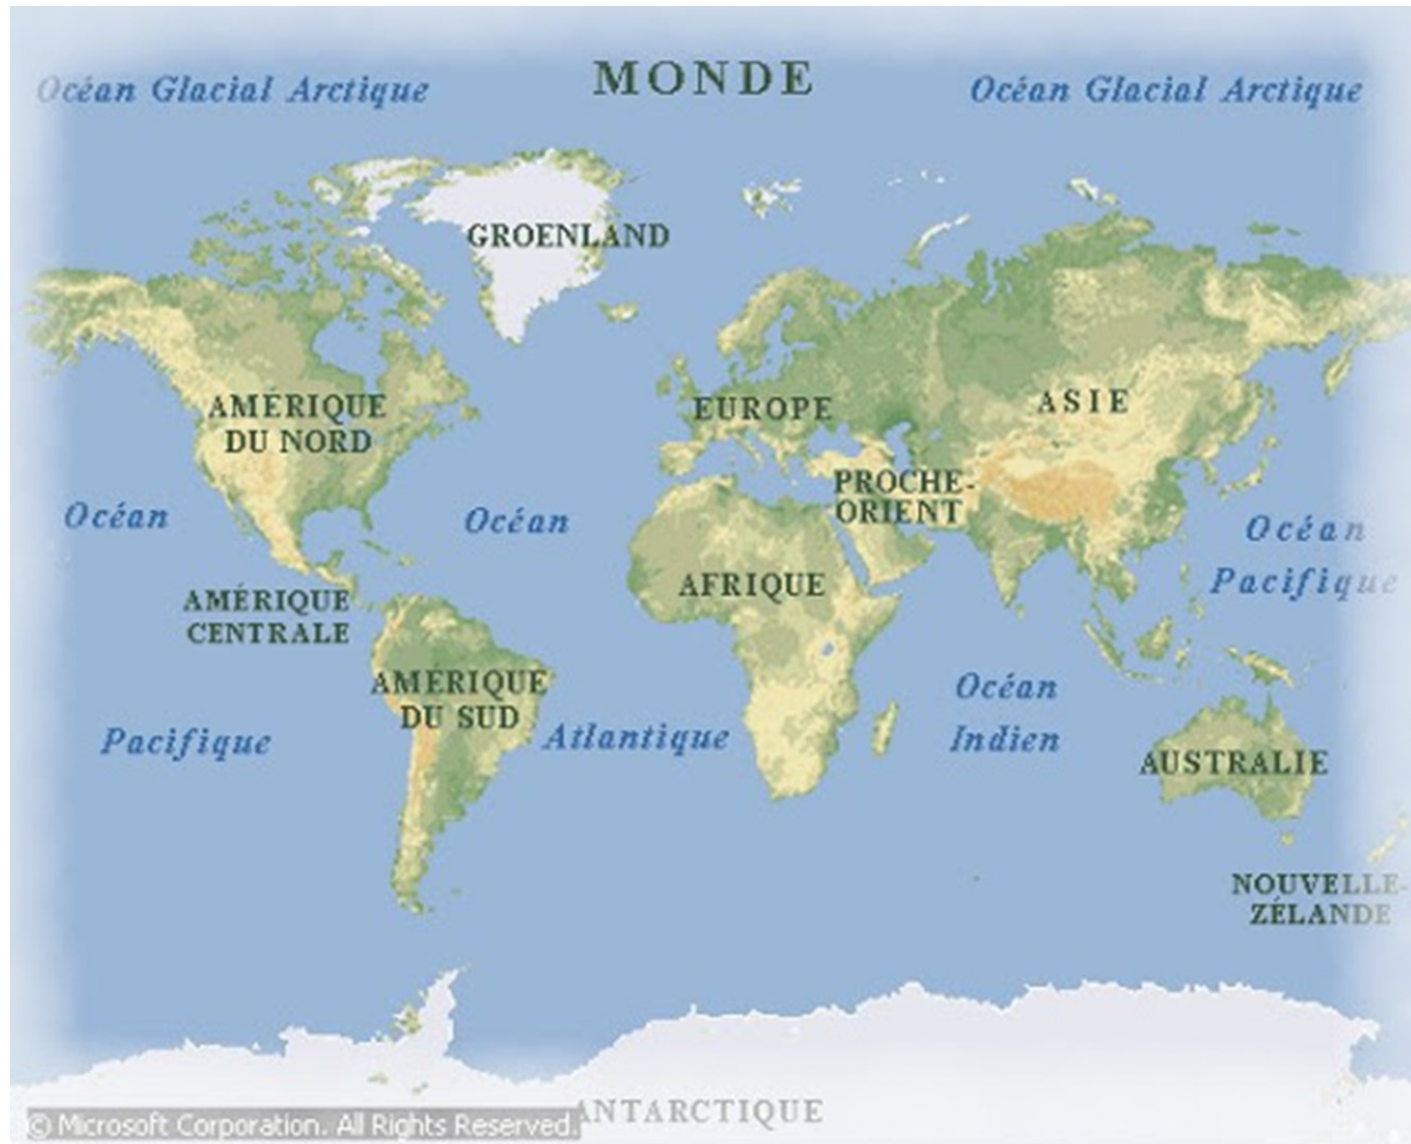 MONDE
Océan Glacial Arctique
Océan Glacial Arctique
GROENLAND
AMÉRIQUE
DU NORD
EUROPE
ASIE
PROCHE-
ORIENT
Océan
Océan
Océan
Pacifique
AFRIQUE
AMÉRIQUE
CENTRALE
AMÉRIQUE
DU SUD
Océan
Indien
Pacifique
Atlantique
AUSTRALIE
NOUVELLE-
ZÉLANDE
ANTARCTIQUE
© Microsoft Corporation. All Rights Reserved.